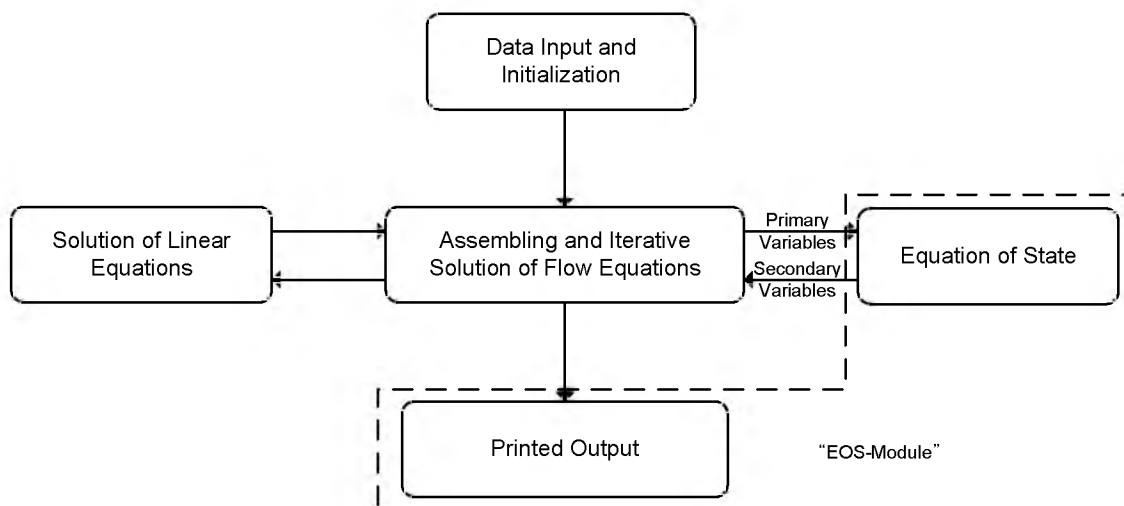 Data Input and
Initialization
Solution of Linear
Equations
Assembling and Iterative
Solution of Flow Equations
Primary
Variables
Secondary
Variables
Equation of State
Printed Output
“EOS-Module”